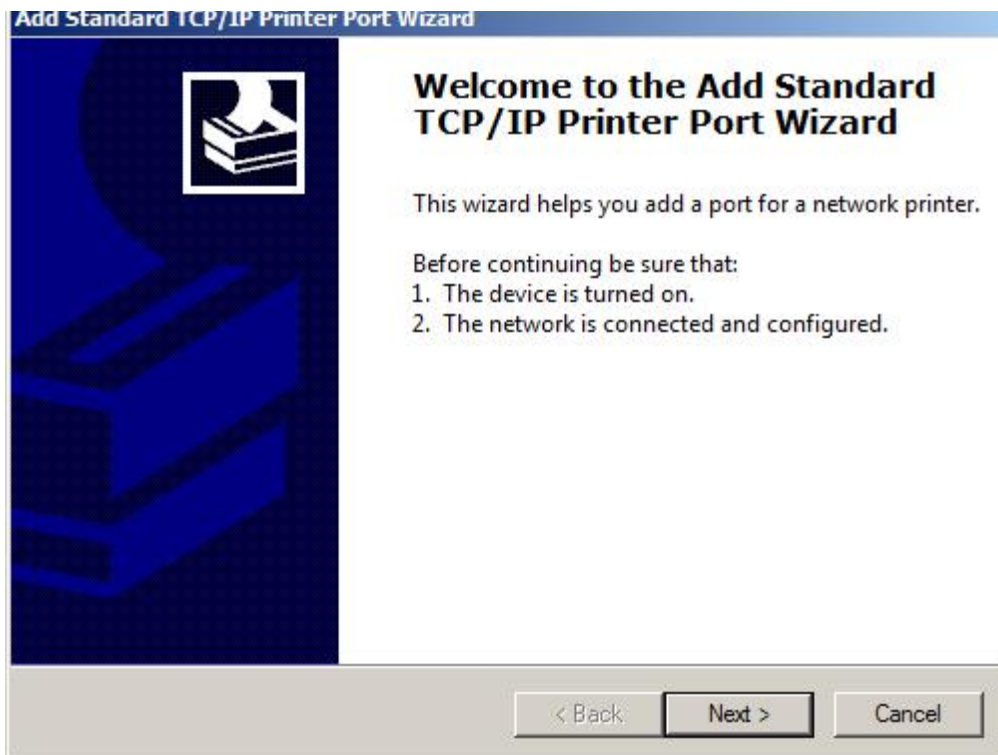 Add Standard TCP/IP Printer Port Wizard
Welcome to the Add Standard
TCP/IP Printer Port Wizard
This wizard helps you add a port for a network printer.
Before continuing be sure that:
1. The device is turned on.
2. The network is connected and configured.
< Back
Next >
Cancel